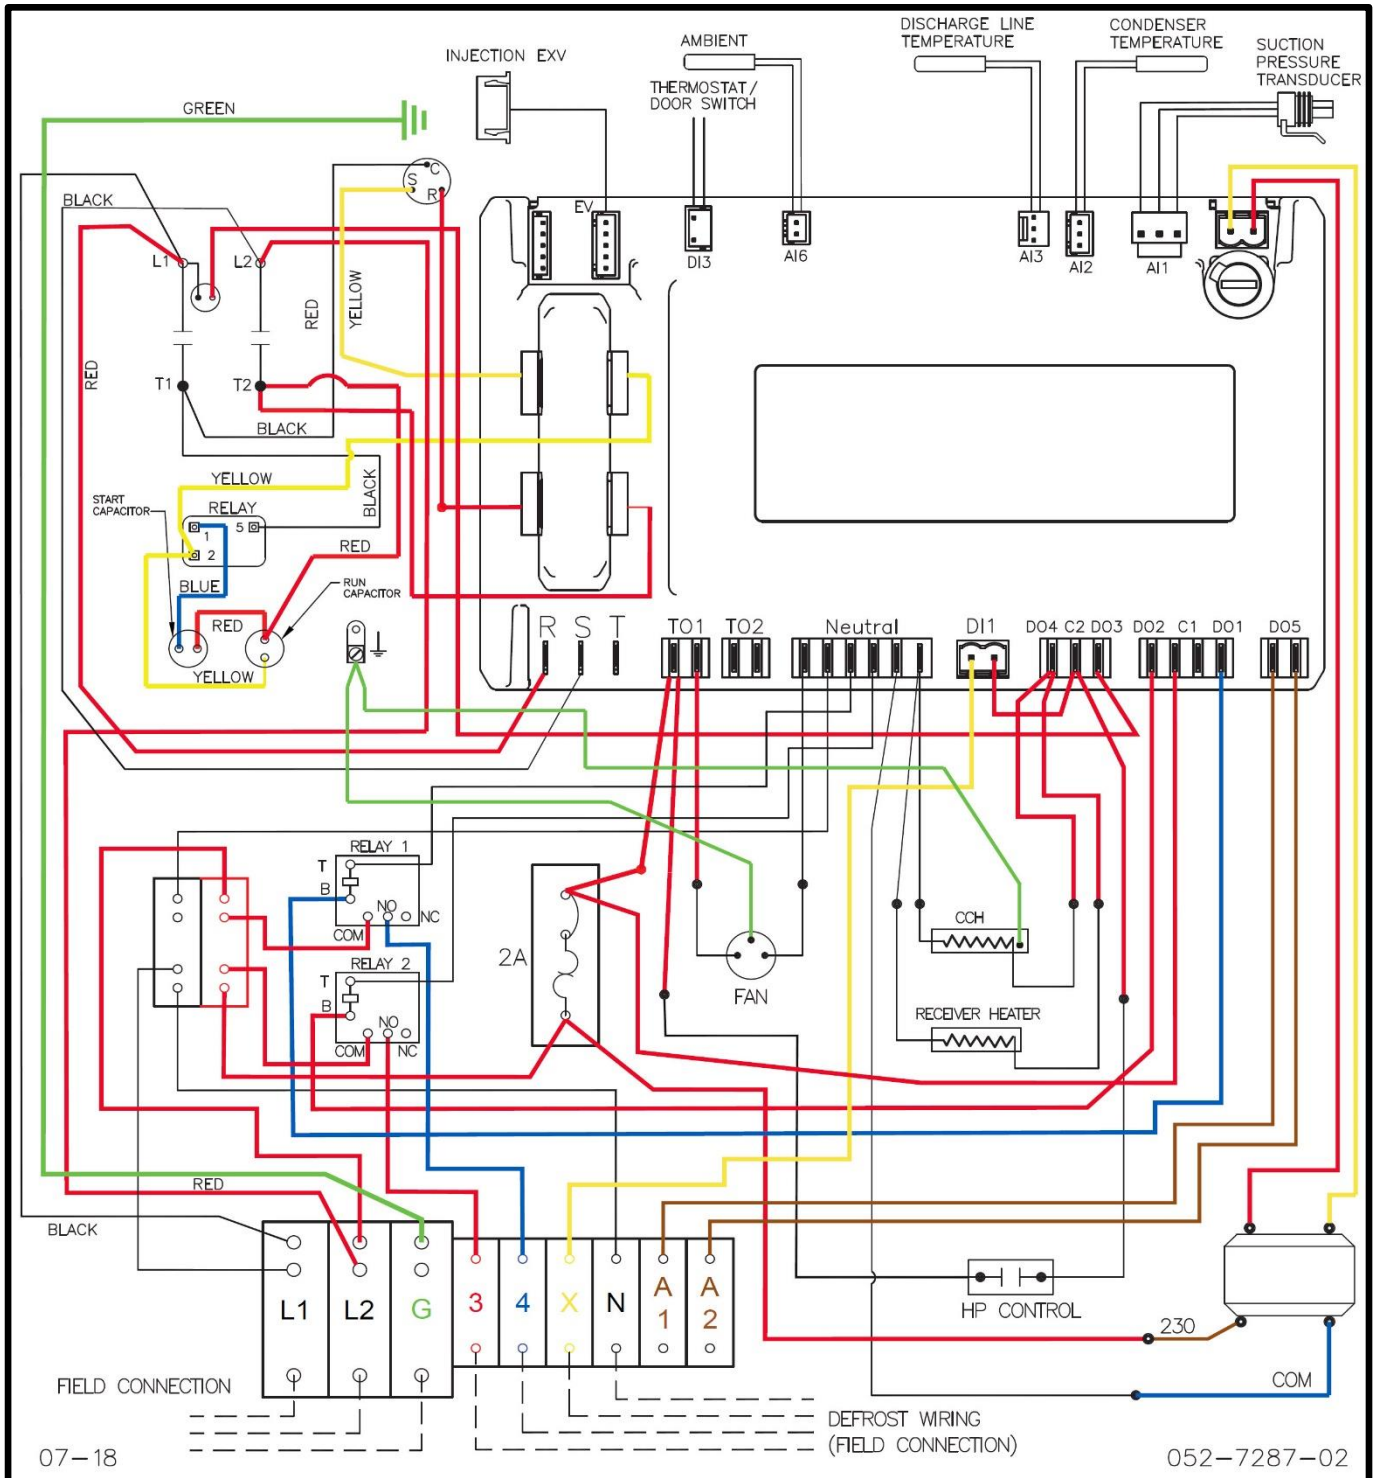 DISCHARGE LINE
TEMPERATURE
CONDENSER
TEMPERATURE
SUCTION
PRESSURE
TRANSDUCER
AMBIENT
INJECTION EXV
THERMOSTAT/
DOOR SWITCH
GREEN
C
S
R
BLACK
EV
DI3
AI6
AI3
AI2
AI1
L1
L2
RED
YELLOW
RED
T1
T2
BLACK
YELLOW
BLACK
START
CAPACITOR
RELAY
1
5
2
RED
BLUE
RUN
CAPACITOR
RED
YELLOW
R
S
T
TO1
TO2
Neutral
DI1
DO4
C2
DO3
DO2
C1
DO1
DO5
RELAY 1
T
B
NO
NC
COM
RELAY 2
T
B
NO
COM
NC
2A
FAN
CCH
RECEIVER HEATER
RED
BLACK
L1
L2
G
3
4
X
N
A
1
A
2
HP CONTROL
230
COM
FIELD CONNECTION
DEFROST WIRING
(FIELD CONNECTION)
07-18
052-7287-02